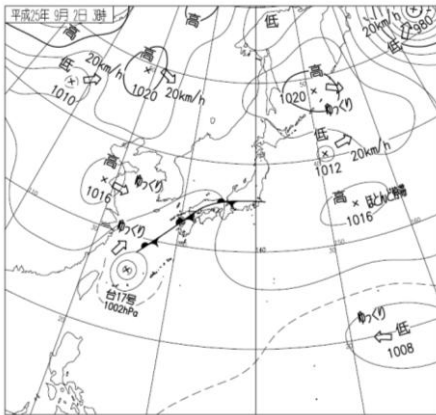 平成25年 9月 2日 3時
低
1010
20km/h
高
1020
20km/h
低
高
1020
ゆっくり
20km/h
低
980
高
1016
ゆっくり
低
1012
20km/h
高
1016
ほとんど停滞
ゆっくり
台17号
1002hPa
ゆっくり
低
1008